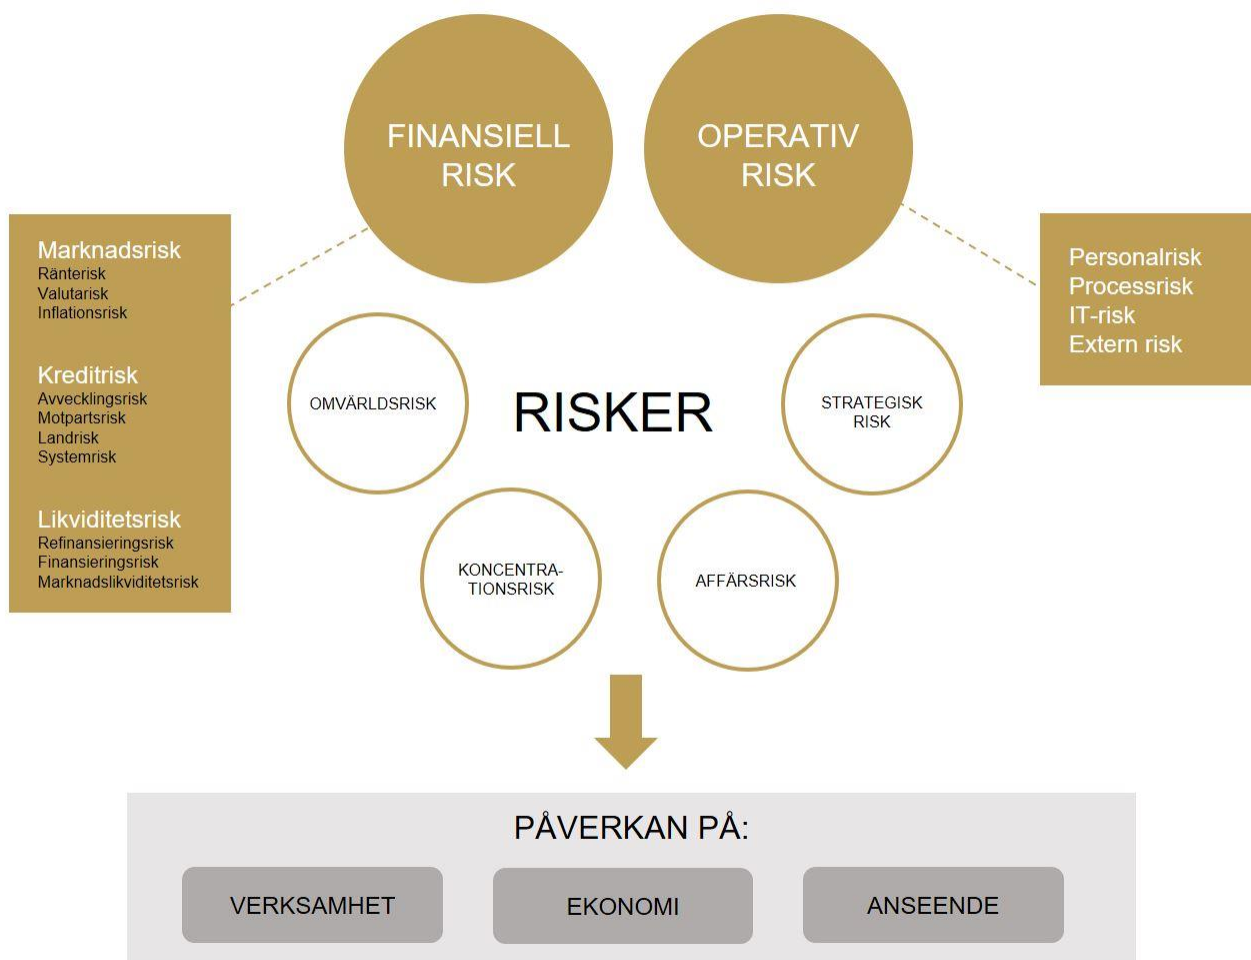 FINANSIELL
RISK
OPERATIV
RISK
Marknadsrisk
Ränterisk
Valutarisk
Inflationsrisk
Kreditrisk
Avvecklingsrisk
Motpartsrisk
Landrisk
Systemrisk
Likviditetsrisk
Refinansieringsrisk
Finansieringsrisk
Marknadslikviditetsrisk
Personalrisk
Processrisk
IT-risk
Extern risk
OMVÄRLDSRISK
RISKER
STRATEGISK
RISK
KONCENTRA-
TIONSRISK
AFFÄRSRISK
PÅVERKAN PÅ:
VERKSAMHET
EKONOMI
ANSEENDE